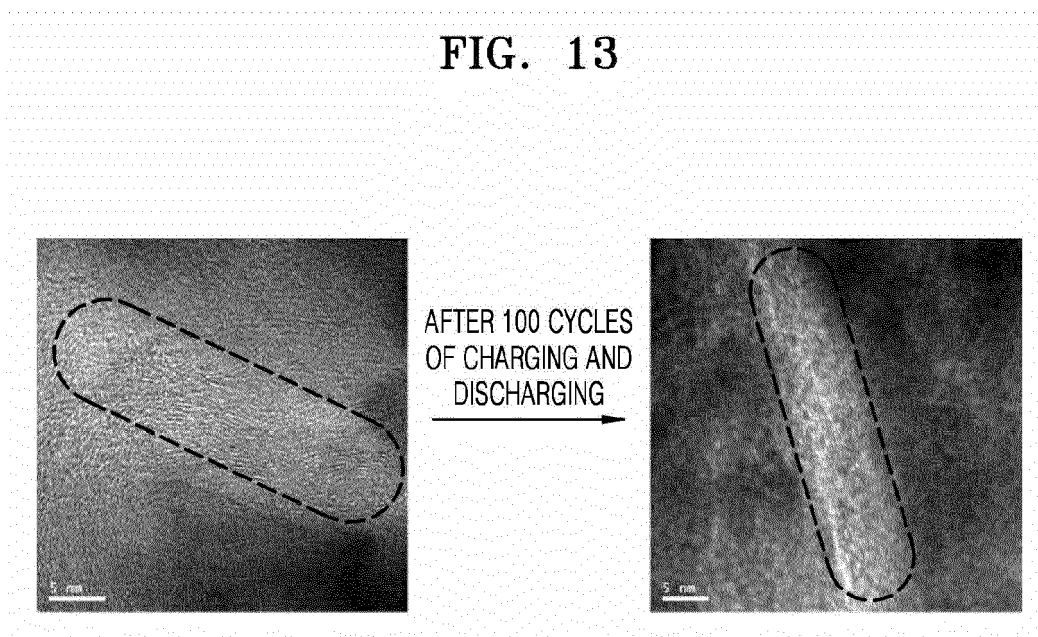 FIG. 13
AFTER 100 CYCLES
OF CHARGING AND
DISCHARGING
5 nm
5 nm